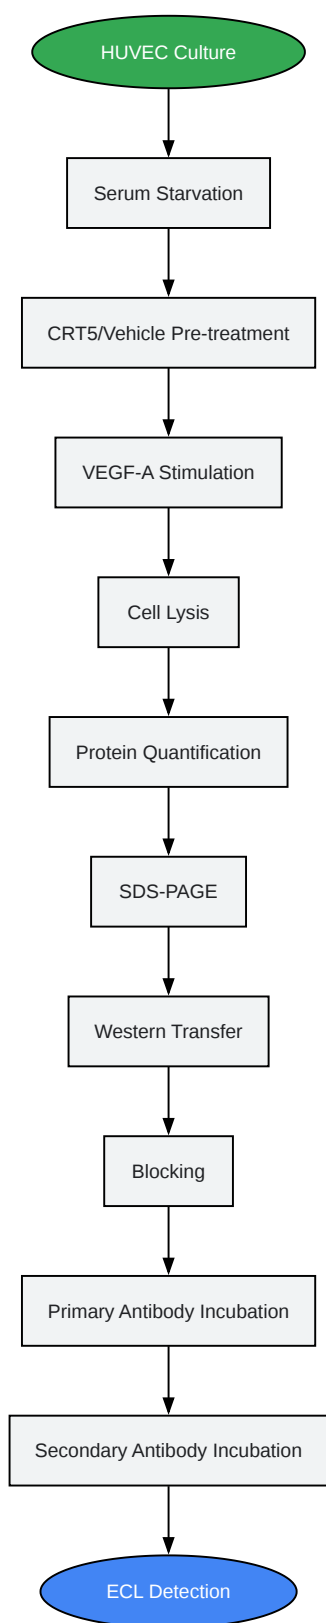 HUVEC Culture
Serum Starvation
CRT5/Vehicle Pre-treatment
VEGF-A Stimulation
Cell Lysis
Protein Quantification
SDS-PAGE
Western Transfer
Blocking
Primary Antibody Incubation
Secondary Antibody Incubation
ECL Detection